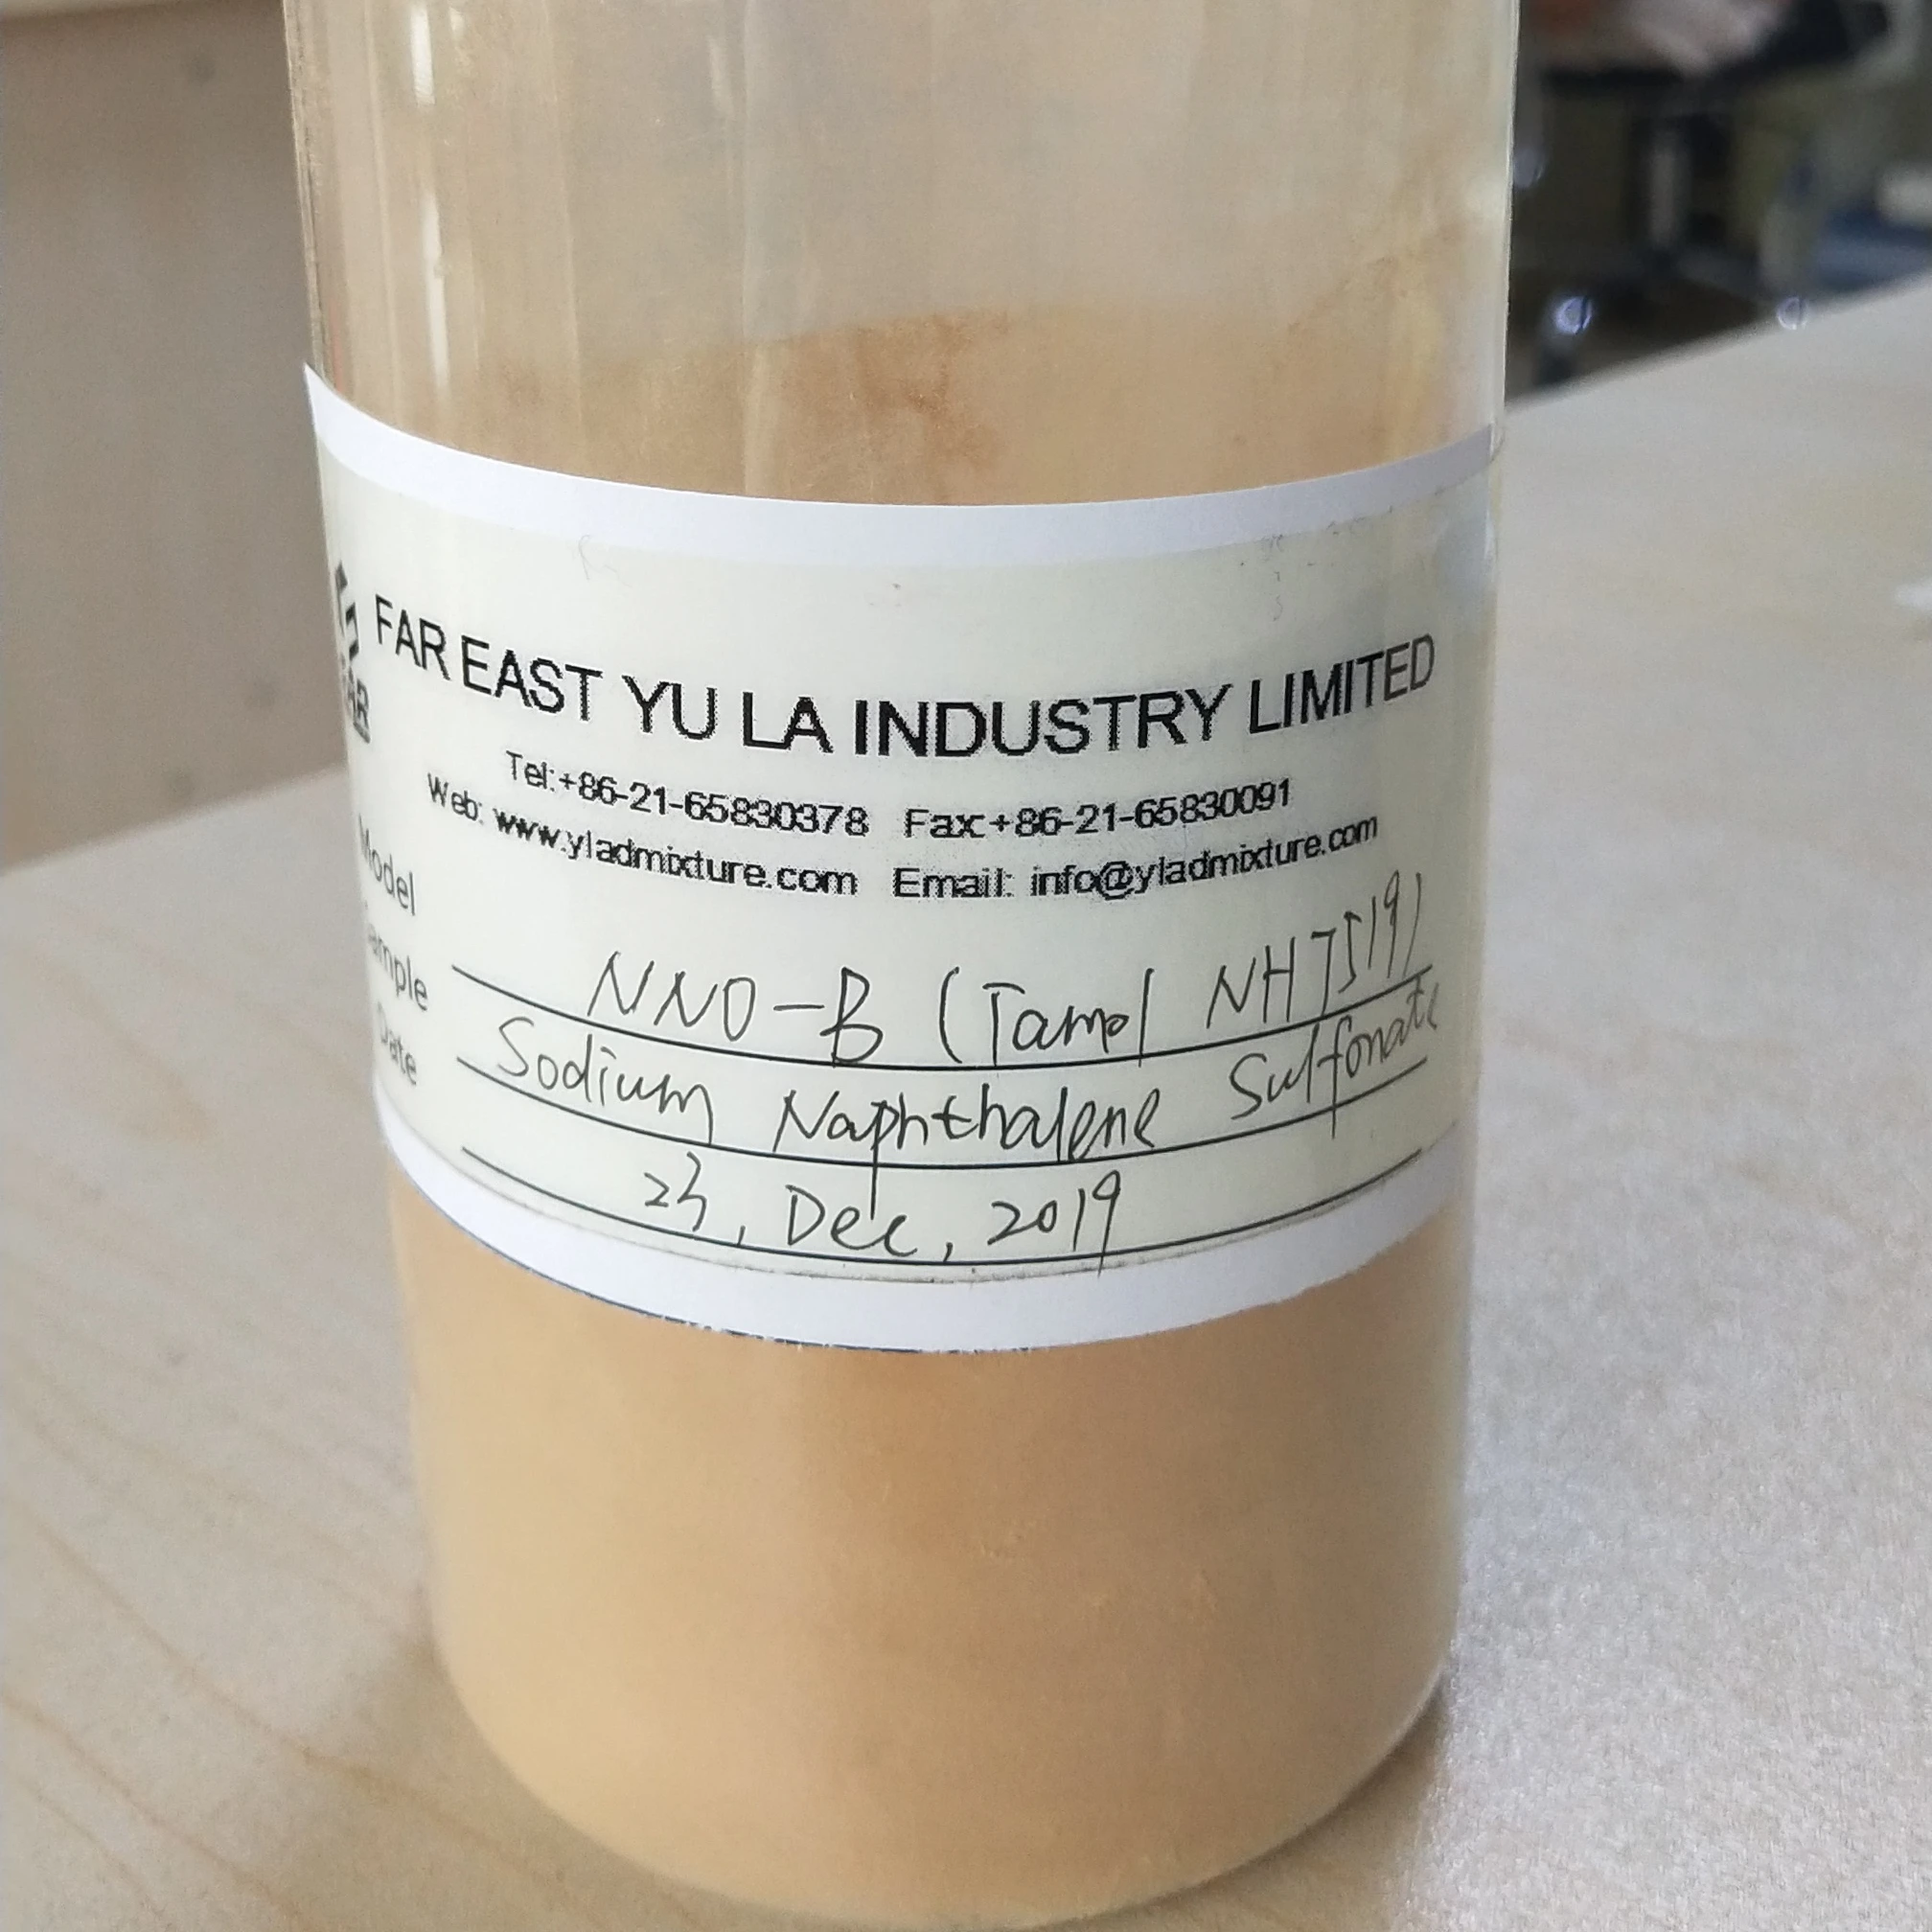 FAR EAST YU LA INDUSTRY LIMITED
Tel:+86-21-65830378 Fax+86-21-65830091
Web: www.yladmixture.com Email: info@yladmixture.com
Model NNO-B (Tamol NH7519)
Sample Sodium Naphthalene Sulfonate
Date 23, Dec, 2019